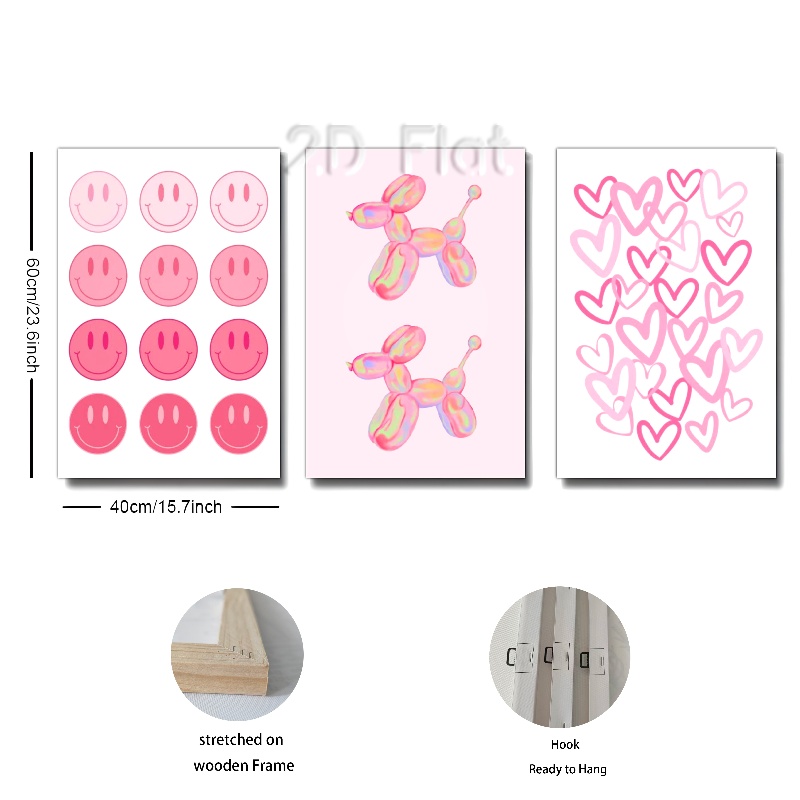 2D Flat
60cm/23.6inch
40cm/15.7inch
stretched on
wooden Frame
Hook
Ready to Hang